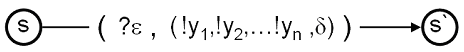 s ( ?ε , (!y1,!y2,...!yn ,δ) ) s`